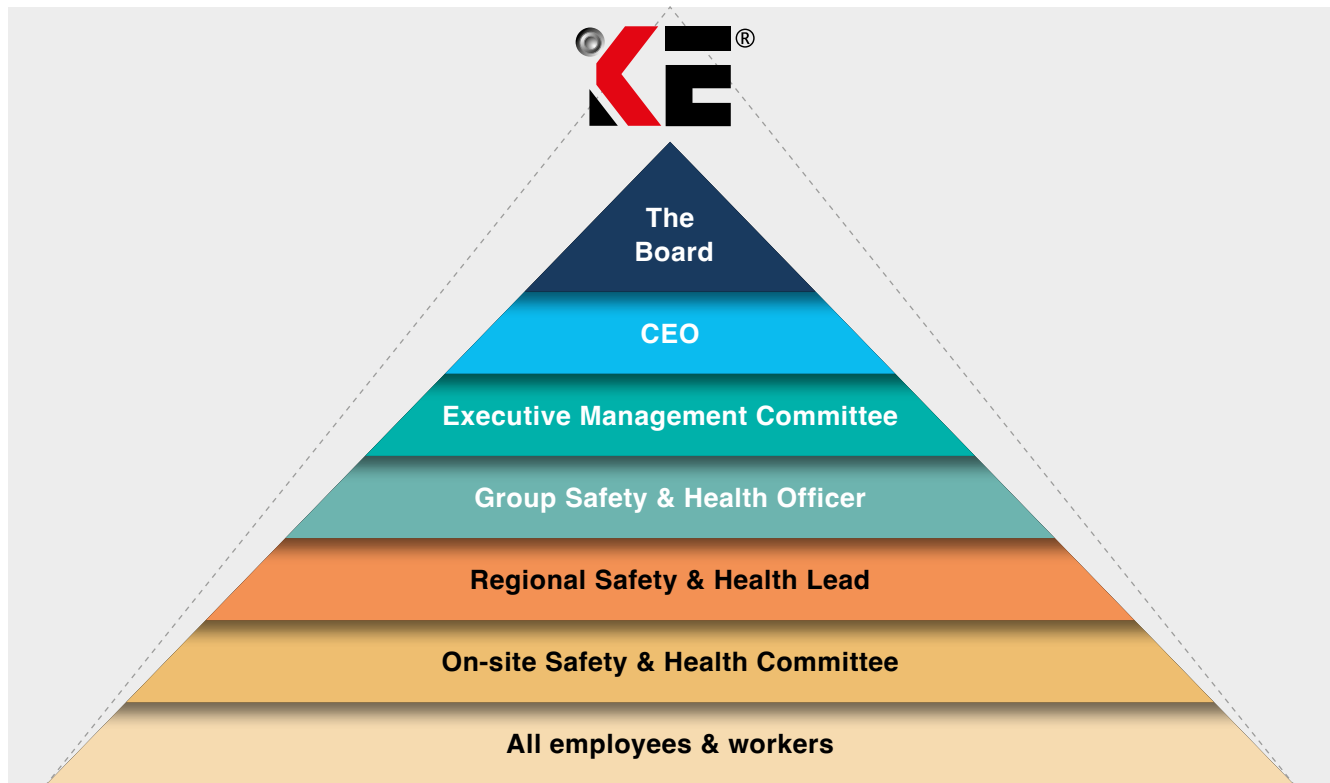 KE®
The
Board
CEO
Executive Management Committee
Group Safety & Health Officer
Regional Safety & Health Lead
On-site Safety & Health Committee
All employees & workers